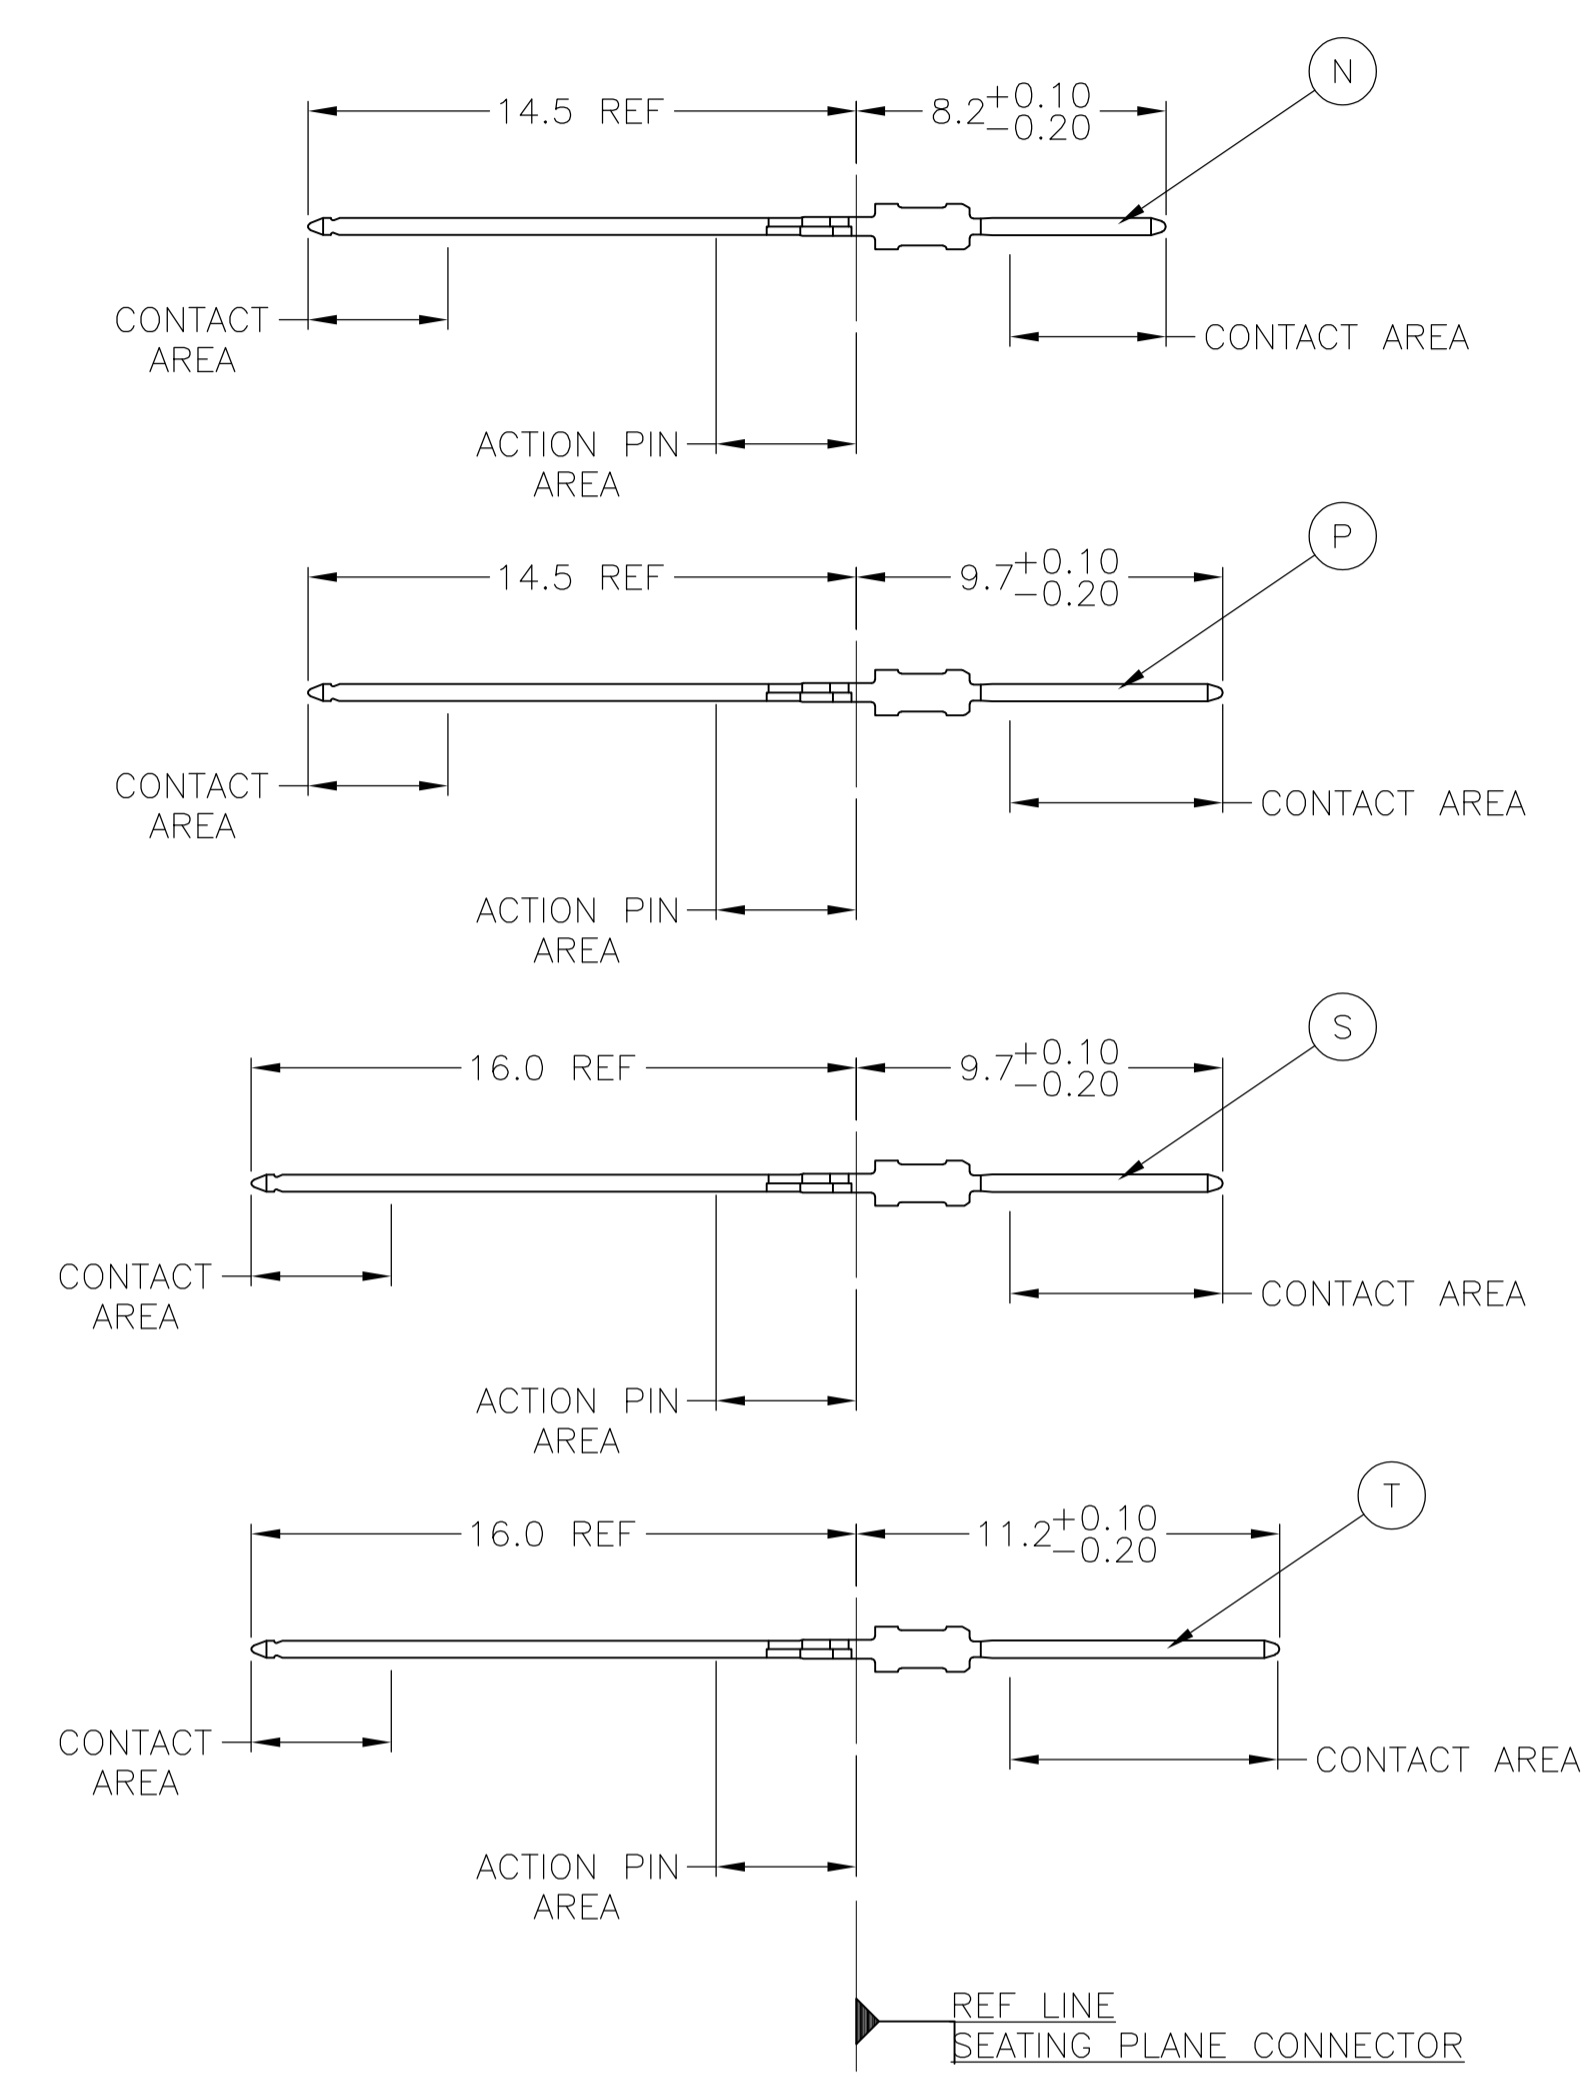 N
14.5 REF
8.2 +0.10
-0.20
CONTACT
AREA
CONTACT AREA
ACTION PIN
AREA
P
14.5 REF
9.7 +0.10
-0.20
CONTACT
AREA
CONTACT AREA
ACTION PIN
AREA
S
16.0 REF
9.7 +0.10
-0.20
CONTACT
AREA
CONTACT AREA
ACTION PIN
AREA
T
16.0 REF
11.2 +0.10
-0.20
CONTACT
AREA
CONTACT AREA
ACTION PIN
AREA
REF LINE
SEATING PLANE CONNECTOR